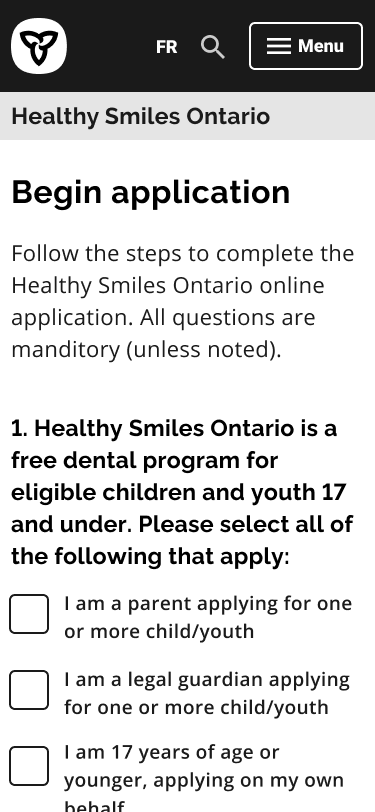 FR
Menu
Healthy Smiles Ontario
Begin application
Follow the steps to complete the
Healthy Smiles Ontario online
application. All questions are
manditory (unless noted).
1. Healthy Smiles Ontario is a
free dental program for
eligible children and youth 17
and under. Please select all of
the following that apply:
I am a parent applying for one
or more child/youth
I am a legal guardian applying
for one or more child/youth
I am 17 years of age or
younger, applying on my own
behalf